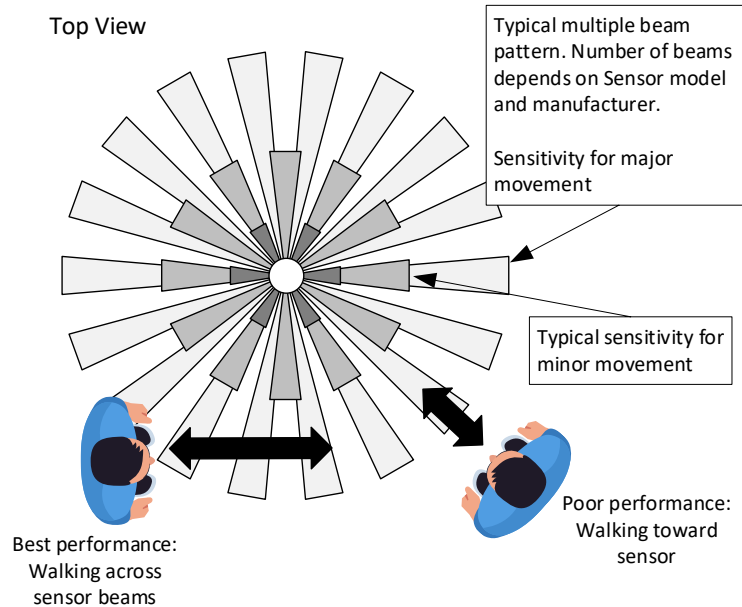 Top View
Typical multiple beam
pattern. Number of beams
depends on Sensor model
and manufacturer.
Sensitivity for major
movement
Typical sensitivity for
minor movement
Best performance:
Walking across
sensor beams
Poor performance:
Walking toward
sensor